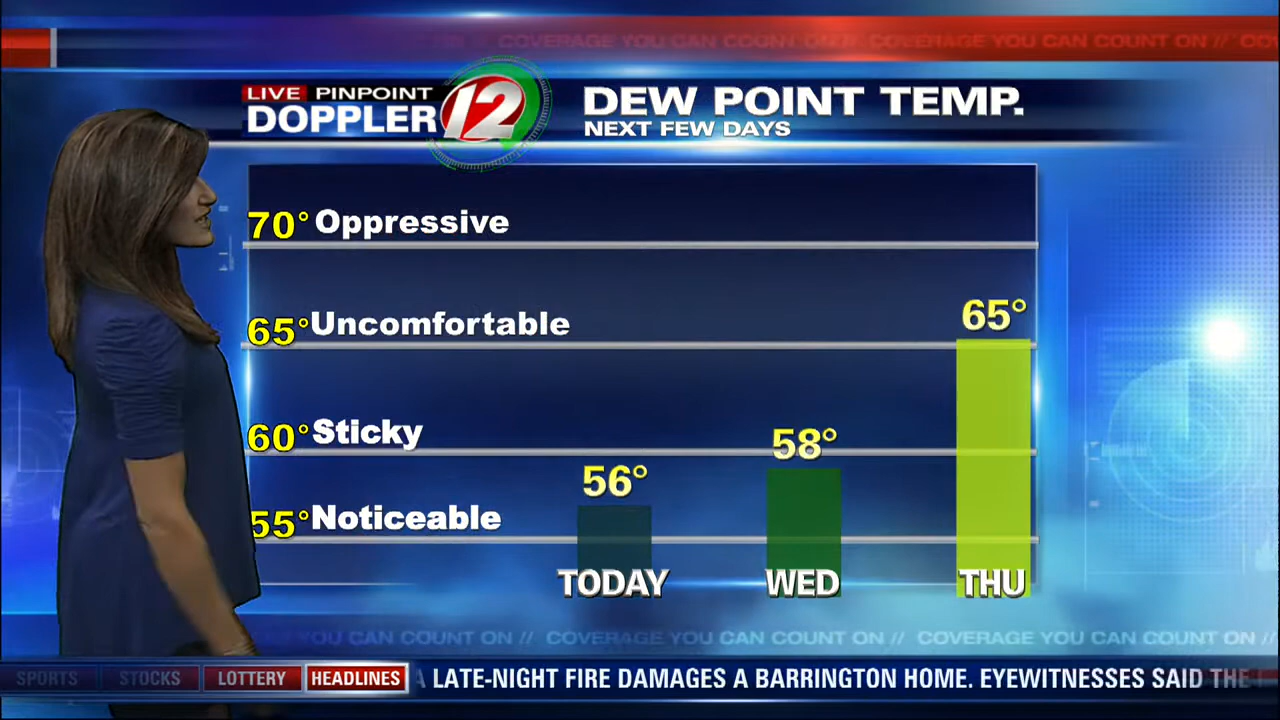 COVERAGE YOU CAN COUNT ON // COVERAGE YOU CAN COUNT ON //
LIVE PINPOINT
DOPPLER 12
DEW POINT TEMP.
NEXT FEW DAYS
70° Oppressive
65° Uncomfortable
65°
60° Sticky
58°
56°
55° Noticeable
TODAY WED THU
YOU CAN COUNT ON // COVERAGE YOU CAN COUNT ON // COVERAGE YOU CAN COUNT ON //
SPORTS STOCKS LOTTERY HEADLINES A LATE-NIGHT FIRE DAMAGES A BARRINGTON HOME. EYEWITNESSES SAID THE